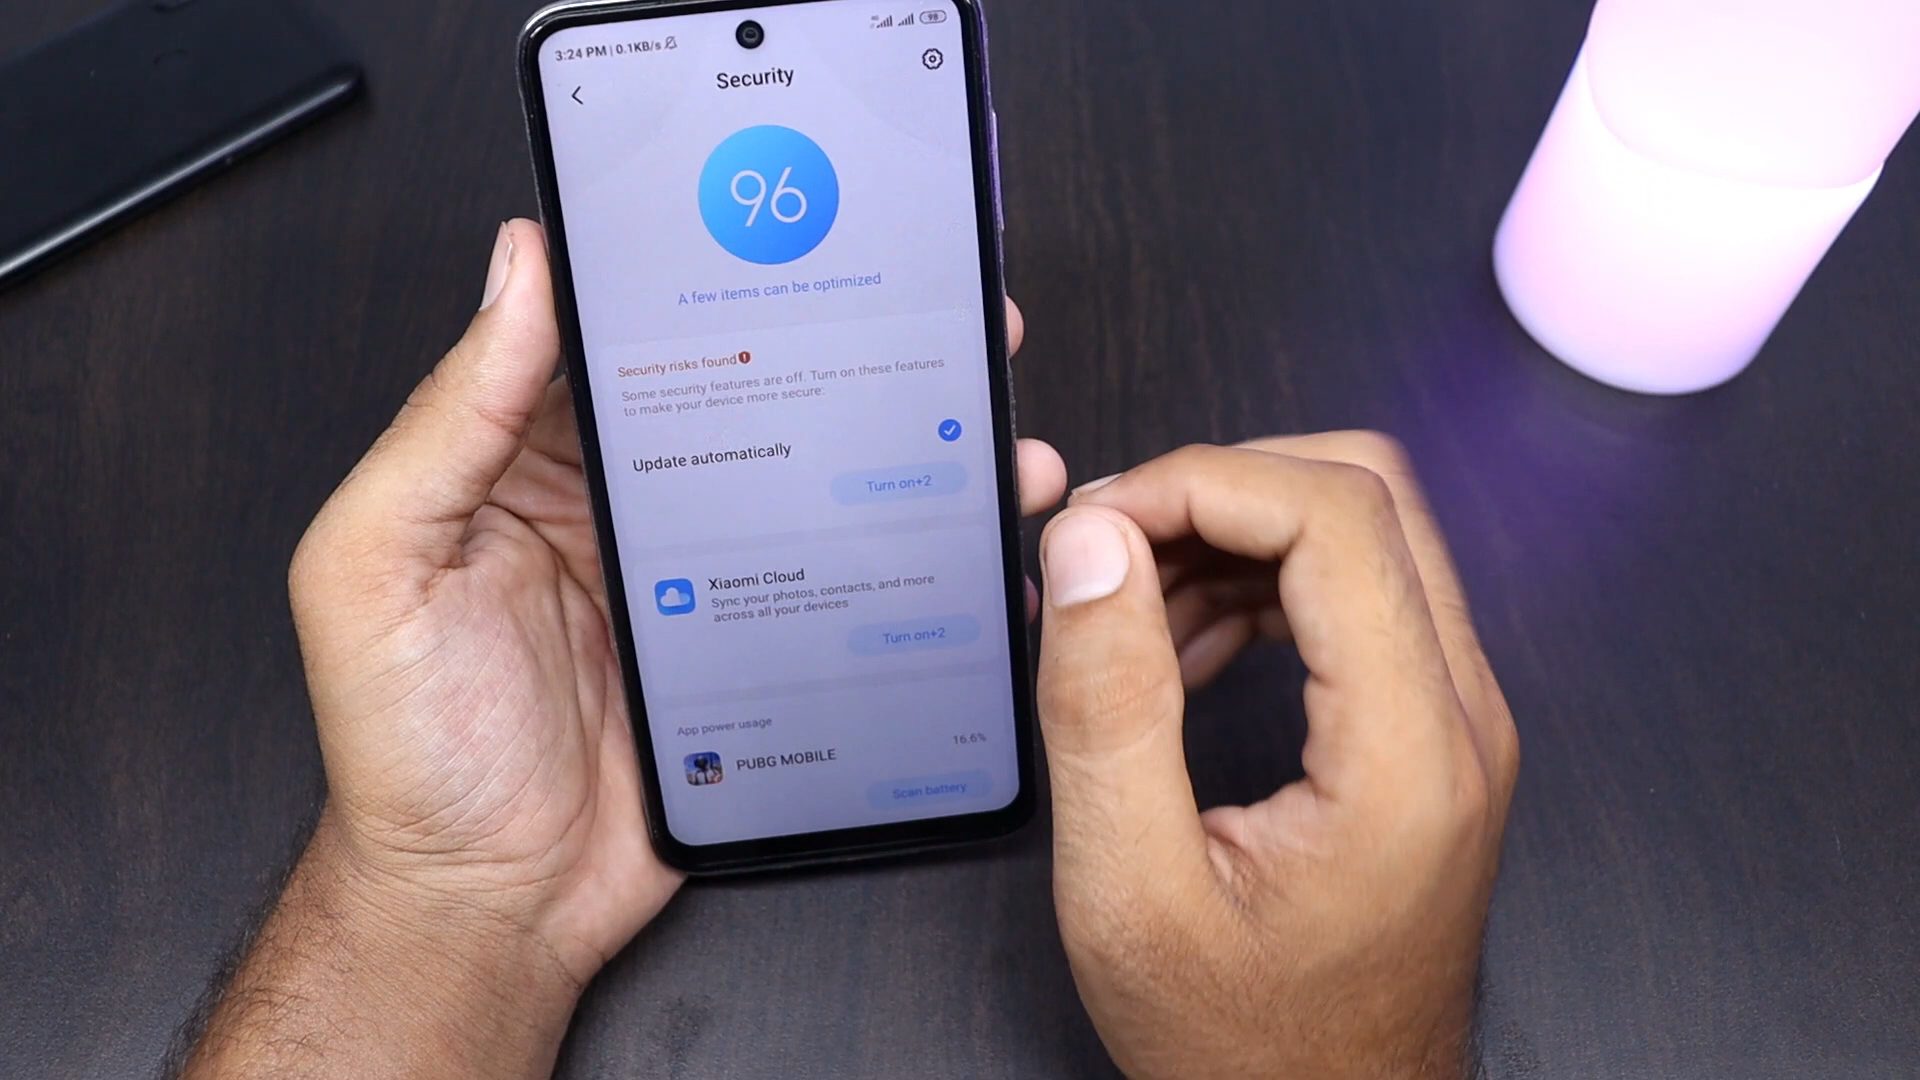 3:24 PM | 0.1KB/s
98
Security
96
A few items can be optimized
Security risks found
Some security features are off. Turn on these features
to make your device more secure:
Update automatically
Turn on+2
Xiaomi Cloud
Sync your photos, contacts, and more
across all your devices
Turn on+2
App power usage
PUBG MOBILE
16.6%
Scan battery